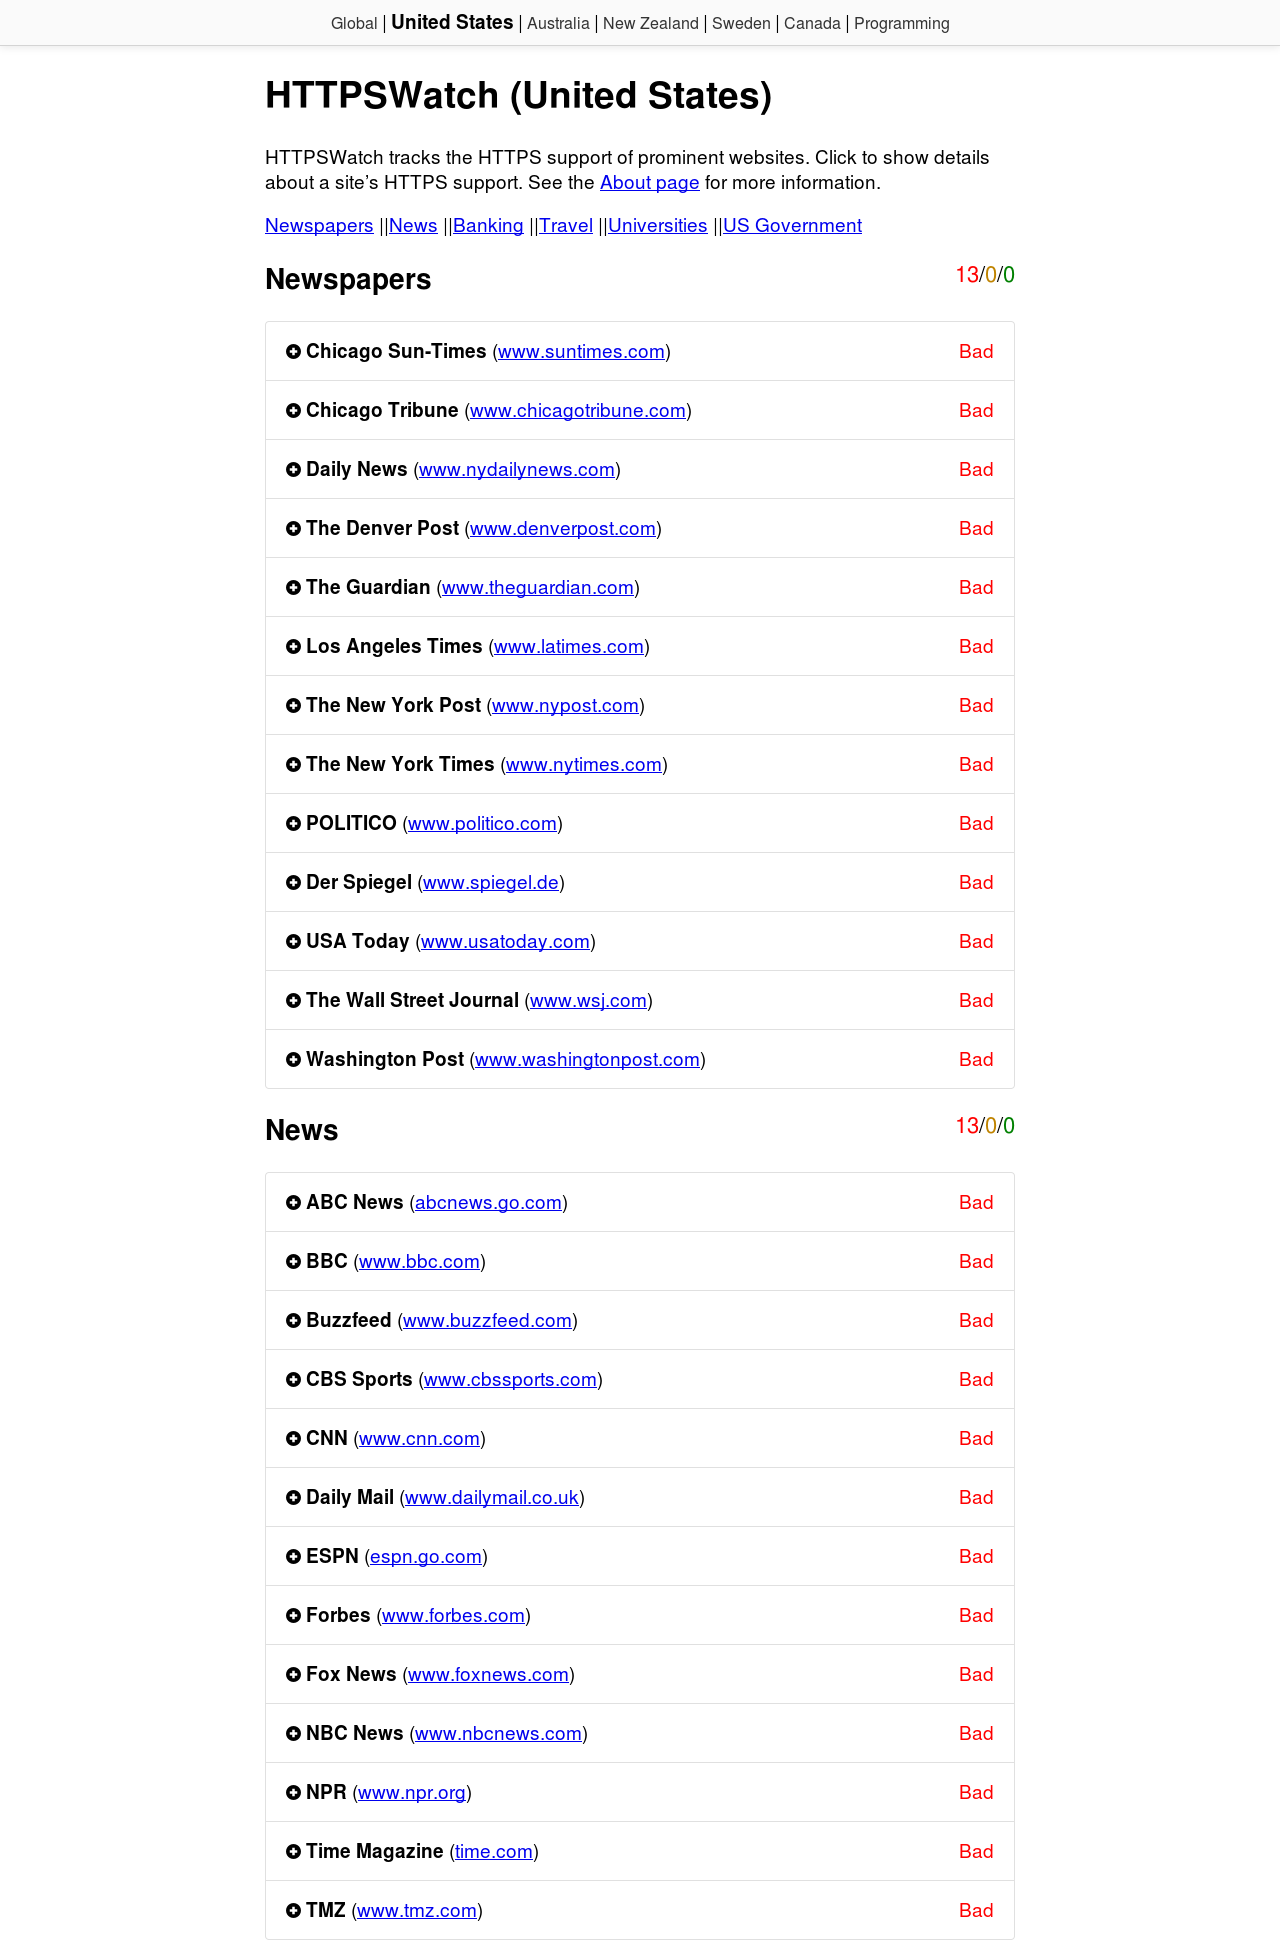 Global | United States | Australia | New Zealand | Sweden | Canada | Programming
HTTPSWatch (United States)
HTTPSWatch tracks the HTTPS support of prominent websites. Click to show details
about a site’s HTTPS support. See the About page for more information.
Newspapers ||News ||Banking ||Travel ||Universities ||US Government
Newspapers 13/0/0
Chicago Sun-Times (www.suntimes.com) Bad
Chicago Tribune (www.chicagotribune.com) Bad
Daily News (www.nydailynews.com) Bad
The Denver Post (www.denverpost.com) Bad
The Guardian (www.theguardian.com) Bad
Los Angeles Times (www.latimes.com) Bad
The New York Post (www.nypost.com) Bad
The New York Times (www.nytimes.com) Bad
POLITICO (www.politico.com) Bad
Der Spiegel (www.spiegel.de) Bad
USA Today (www.usatoday.com) Bad
The Wall Street Journal (www.wsj.com) Bad
Washington Post (www.washingtonpost.com) Bad
News 13/0/0
ABC News (abcnews.go.com) Bad
BBC (www.bbc.com) Bad
Buzzfeed (www.buzzfeed.com) Bad
CBS Sports (www.cbssports.com) Bad
CNN (www.cnn.com) Bad
Daily Mail (www.dailymail.co.uk) Bad
ESPN (espn.go.com) Bad
Forbes (www.forbes.com) Bad
Fox News (www.foxnews.com) Bad
NBC News (www.nbcnews.com) Bad
NPR (www.npr.org) Bad
Time Magazine (time.com) Bad
TMZ (www.tmz.com) Bad